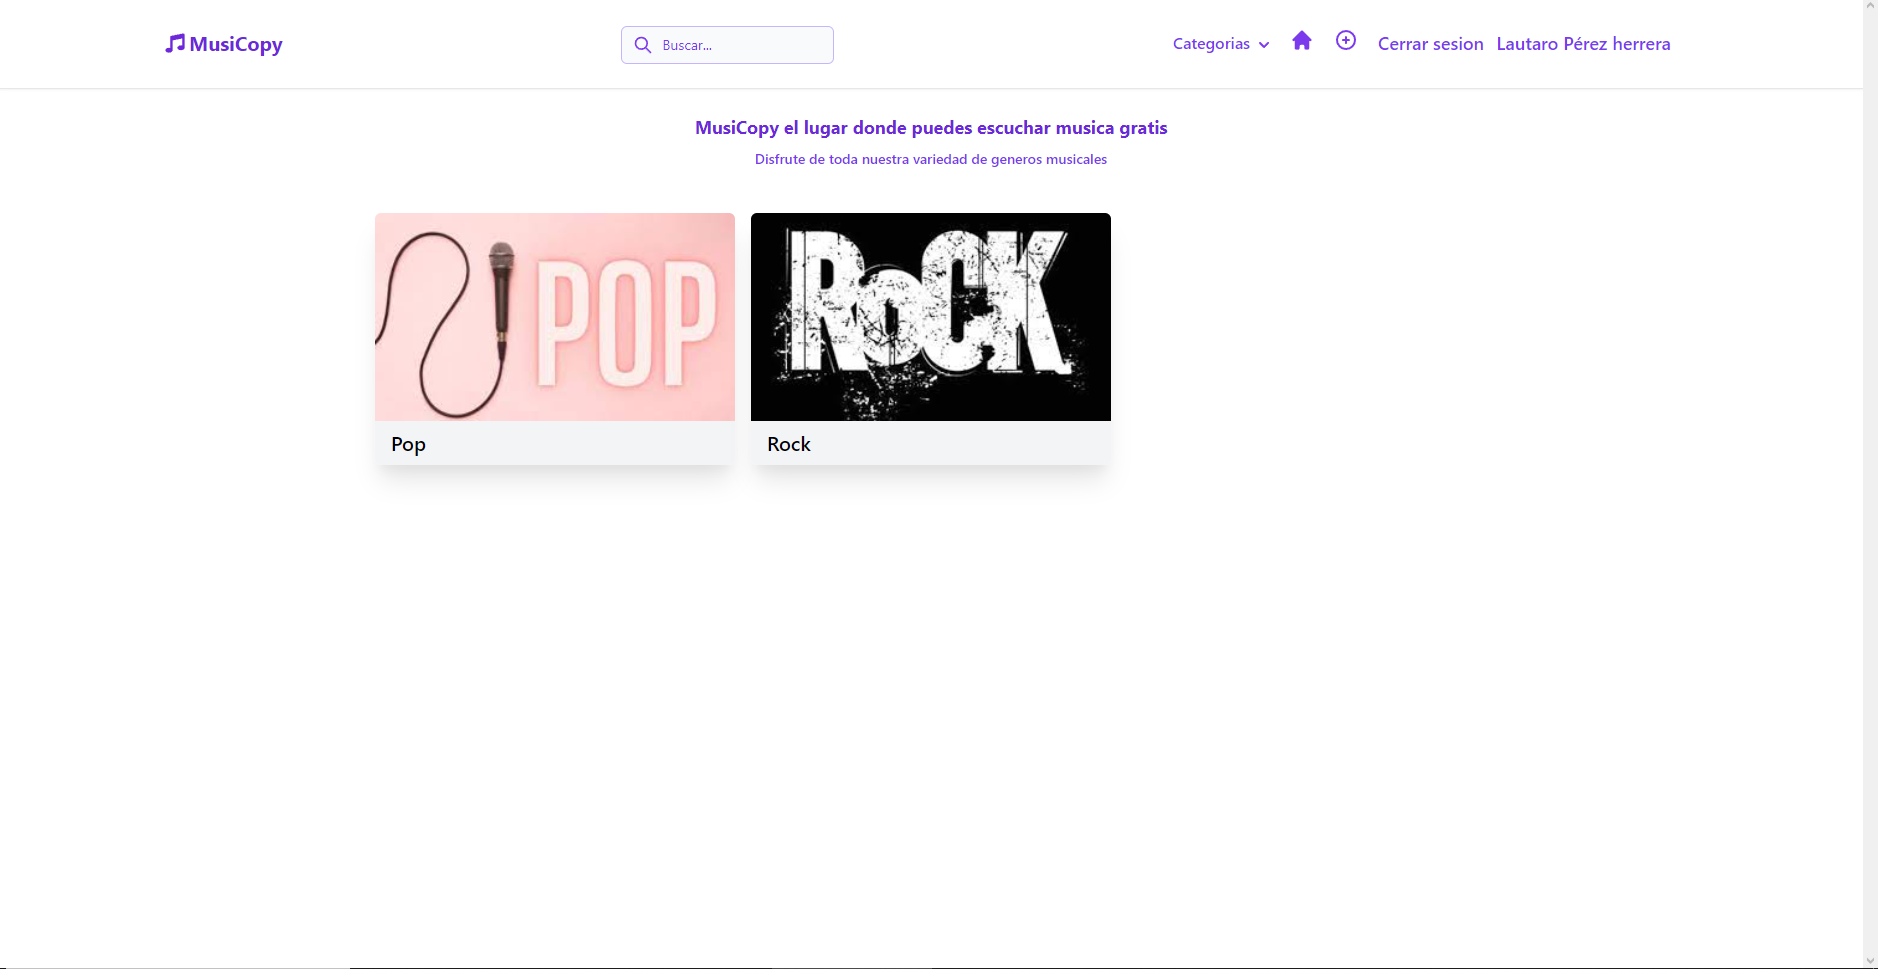 MusiCopy
Buscar...
Categorias
Cerrar sesion
Lautaro Pérez herrera
MusiCopy el lugar donde puedes escuchar musica gratis
Disfrute de toda nuestra variedad de generos musicales
POP
ROCK
Pop
Rock